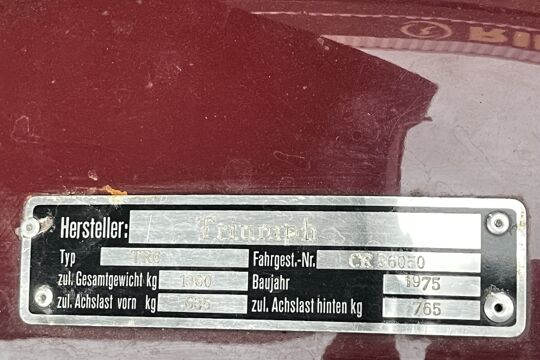 Hersteller: Triumph
Typ TR6 Fahrgest.-Nr. CR 36050
zul. Gesamtgewicht kg Baujahr 1975
zul. Achslast vorn kg zul. Achslast hinten kg 765